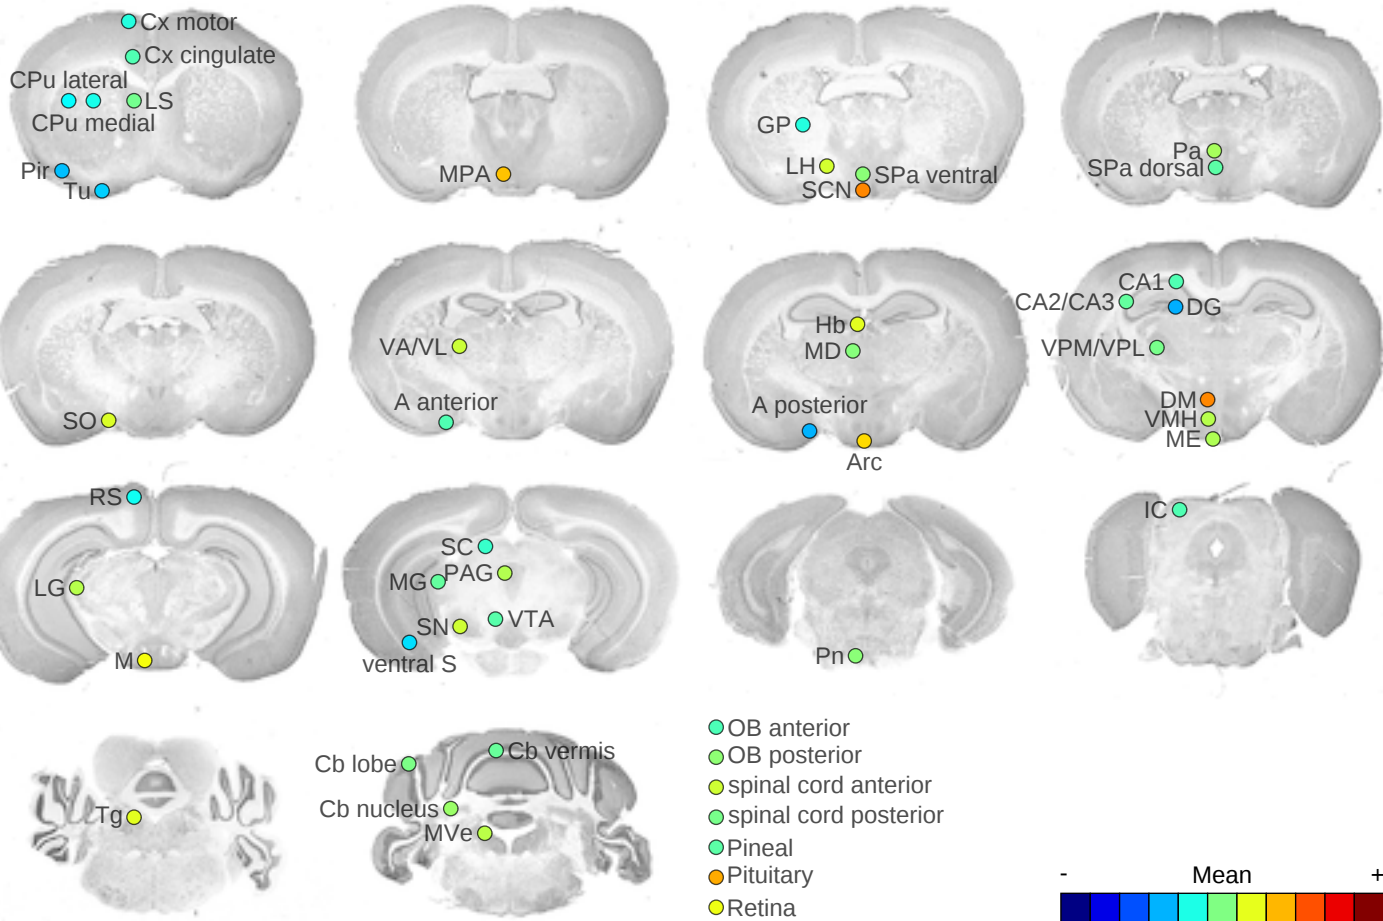 Cx motor
Cx cingulate
CPu lateral
LS
CPu medial
Pir
Tu
MPA
GP
LH
SPa ventral
SCN
Pa
SPa dorsal
SO
VA/VL
A anterior
Hb
MD
A posterior
Arc
CA1
CA2/CA3
DG
VPM/VPL
DM
VMH
ME
RS
LG
M
SC
MG
PAG
VTA
SN
ventral S
Pn
IC
Tg
Cb lobe
Cb vermis
Cb nucleus
MVe
OB anterior
OB posterior
spinal cord anterior
spinal cord posterior
Pineal
Pituitary
Retina
- Mean +